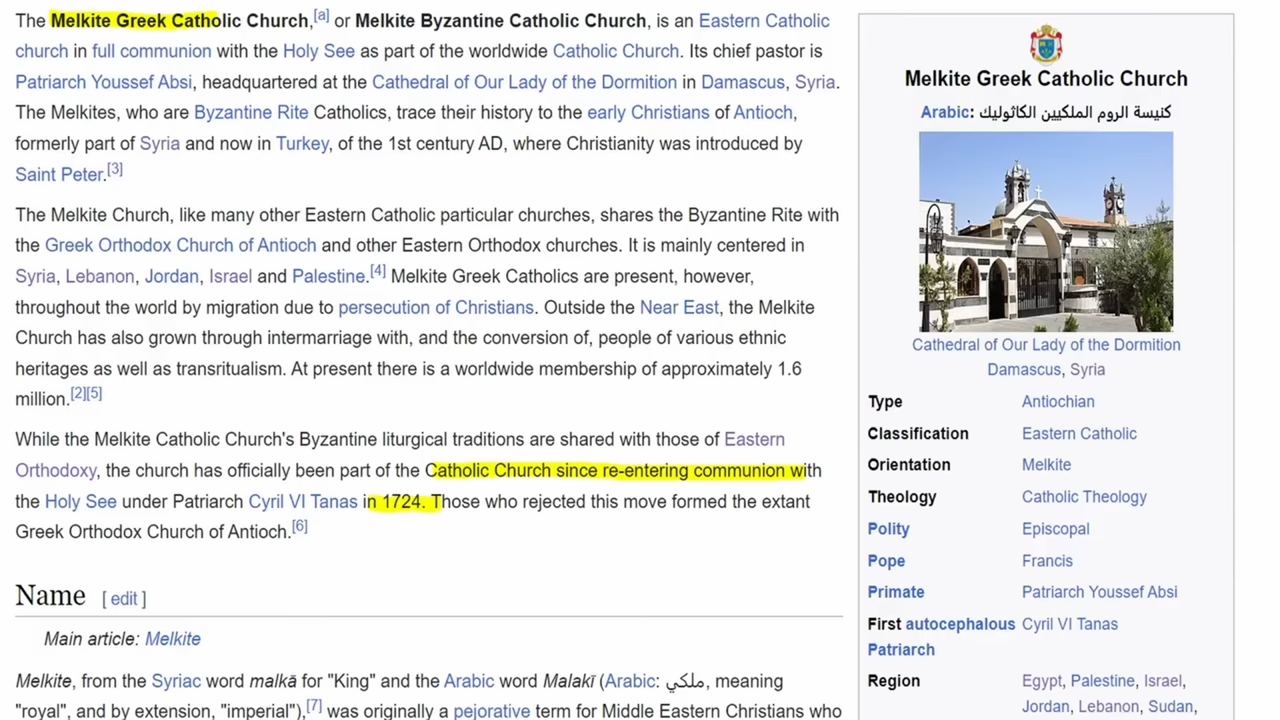 The Melkite Greek Catholic Church,[a] or Melkite Byzantine Catholic Church, is an Eastern Catholic
church in full communion with the Holy See as part of the worldwide Catholic Church. Its chief pastor is
Patriarch Youssef Absi, headquartered at the Cathedral of Our Lady of the Dormition in Damascus, Syria.
The Melkites, who are Byzantine Rite Catholics, trace their history to the early Christians of Antioch,
formerly part of Syria and now in Turkey, of the 1st century AD, where Christianity was introduced by
Saint Peter.[3]
The Melkite Church, like many other Eastern Catholic particular churches, shares the Byzantine Rite with
the Greek Orthodox Church of Antioch and other Eastern Orthodox churches. It is mainly centered in
Syria, Lebanon, Jordan, Israel and Palestine.[4] Melkite Greek Catholics are present, however,
throughout the world by migration due to persecution of Christians. Outside the Near East, the Melkite
Church has also grown through intermarriage with, and the conversion of, people of various ethnic
heritages as well as transritualism. At present there is a worldwide membership of approximately 1.6
million.[2][5]
While the Melkite Catholic Church's Byzantine liturgical traditions are shared with those of Eastern
Orthodoxy, the church has officially been part of the Catholic Church since re-entering communion with
the Holy See under Patriarch Cyril VI Tanas in 1724. Those who rejected this move formed the extant
Greek Orthodox Church of Antioch.[6]
Name [ edit ]
Main article: Melkite
Melkite, from the Syriac word malkā for "King" and the Arabic word Malakī (Arabic: ملكي, meaning
"royal", and by extension, "imperial"),[7] was originally a pejorative term for Middle Eastern Christians who
Melkite Greek Catholic Church
Arabic: كنيسة الروم الملكيين الكاثوليك
Cathedral of Our Lady of the Dormition
Damascus, Syria
Type Antiochian
Classification Eastern Catholic
Orientation Melkite
Theology Catholic Theology
Polity Episcopal
Pope Francis
Primate Patriarch Youssef Absi
First autocephalous Cyril VI Tanas
Patriarch
Region Egypt, Palestine, Israel,
Jordan, Lebanon, Sudan,